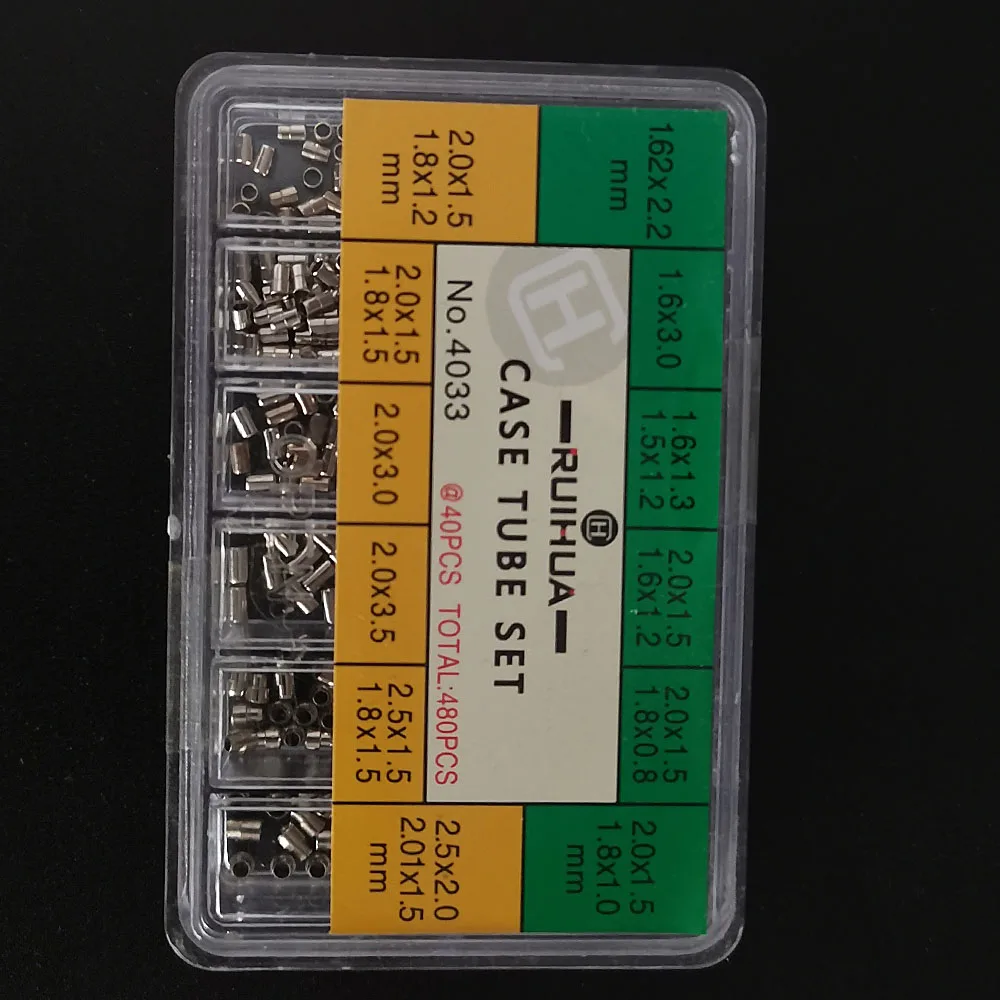 1.62x2.2
mm
1.6x3.0
1.6x1.3
1.5x1.2
2.0x1.5
1.6x1.2
2.0x1.5
1.8x0.8
2.0x1.5
1.8x1.0
mm
H
RUIHUA
H
CASE TUBE SET
No.4033 @40PCS TOTAL:480PCS
2.0x1.5
1.8x1.2
mm
2.0x1.5
1.8x1.5
2.0x3.0
2.0x3.5
2.5x1.5
1.8x1.5
2.5x2.0
2.01x1.5
mm